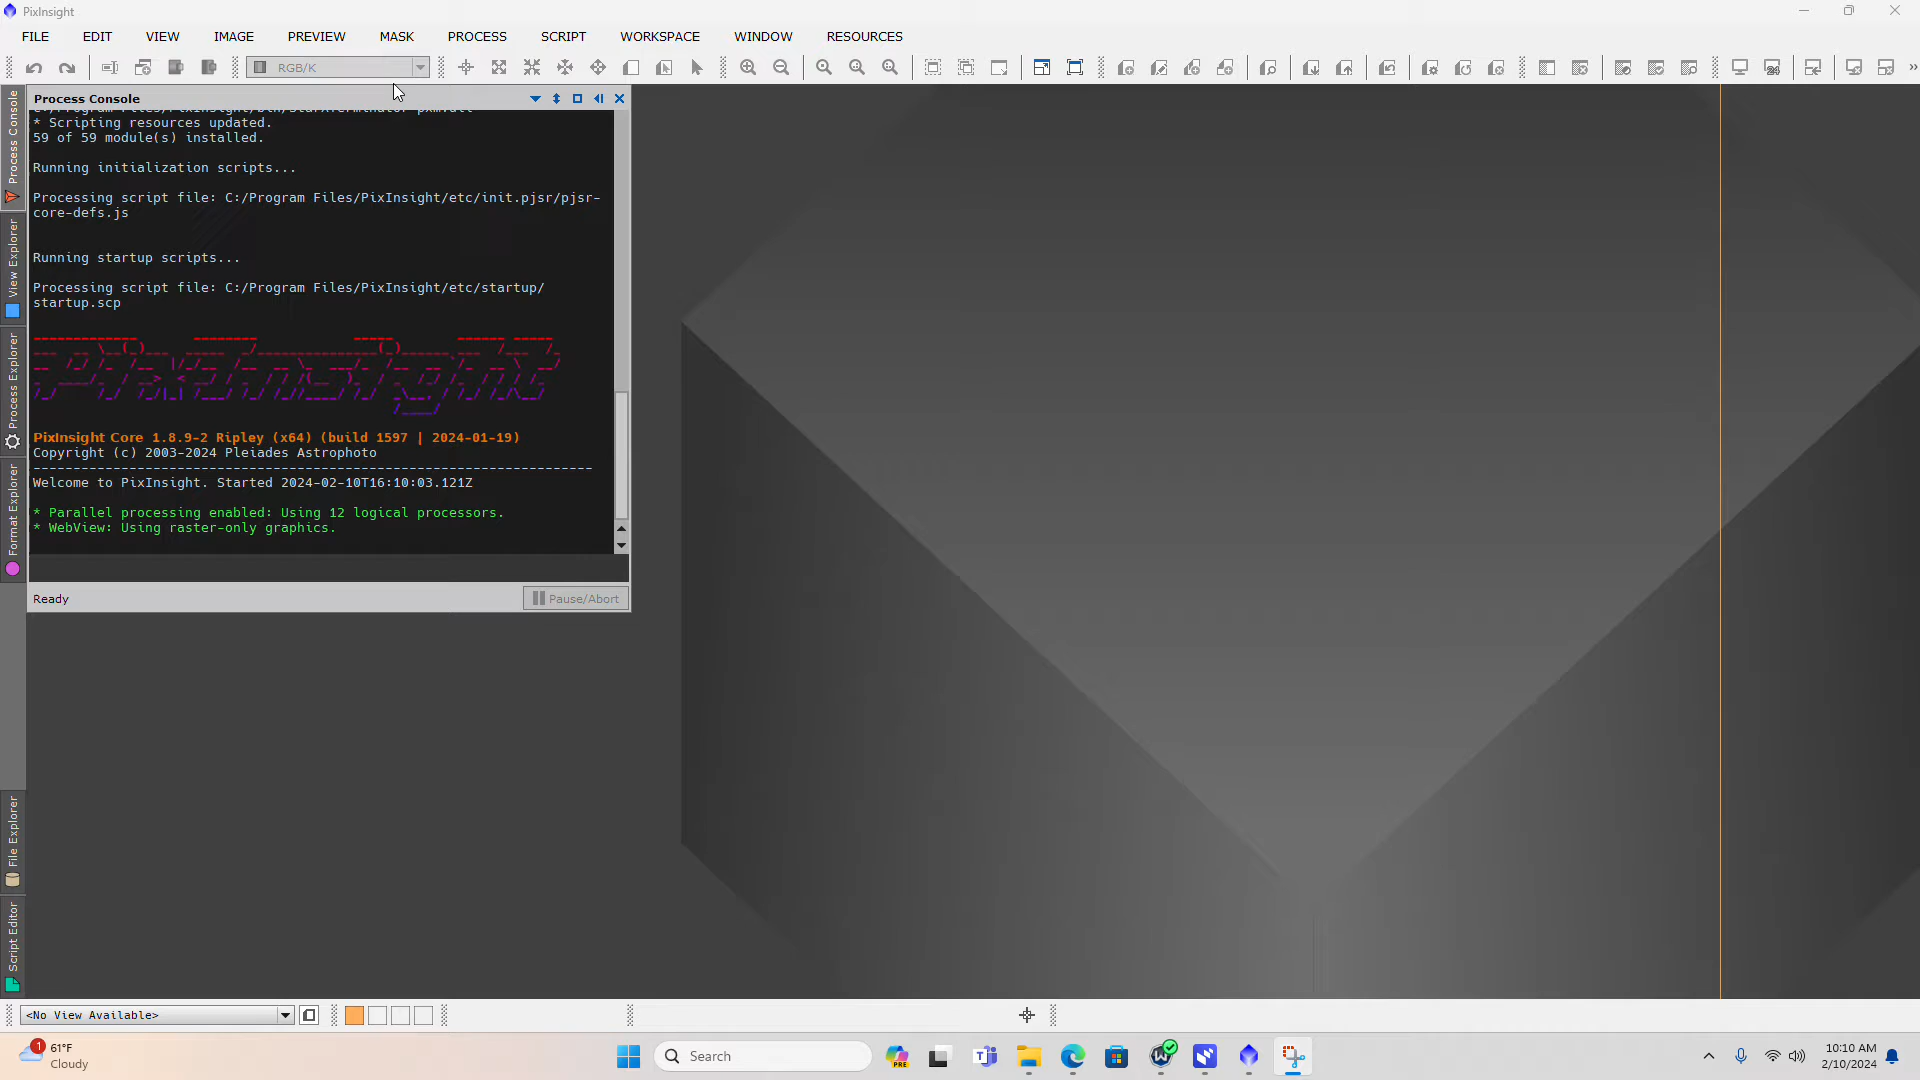 PixInsight
FILE EDIT VIEW IMAGE PREVIEW MASK PROCESS SCRIPT WORKSPACE WINDOW RESOURCES
RGB/K
24
»
Process Console
* Scripting resources updated.
59 of 59 module(s) installed.
Running initialization scripts...
Processing script file: C:/Program Files/PixInsight/etc/init.pjsr/pjsr-
core-defs.js
Running startup scripts...
Processing script file: C:/Program Files/PixInsight/etc/startup/
startup.scp
PixInsight
PixInsight Core 1.8.9-2 Ripley (x64) (build 1597 | 2024-01-19)
Copyright (c) 2003-2024 Pleiades Astrophoto
Welcome to PixInsight. Started 2024-02-10T16:10:03.121Z
* Parallel processing enabled: Using 12 logical processors.
* WebView: Using raster-only graphics.
Ready
Pause/Abort
Process Console
View Explorer
Process Explorer
Format Explorer
File Explorer
Script Editor
<No View Available>
1
61°F
Cloudy
Search
PRE
10:10 AM
2/10/2024